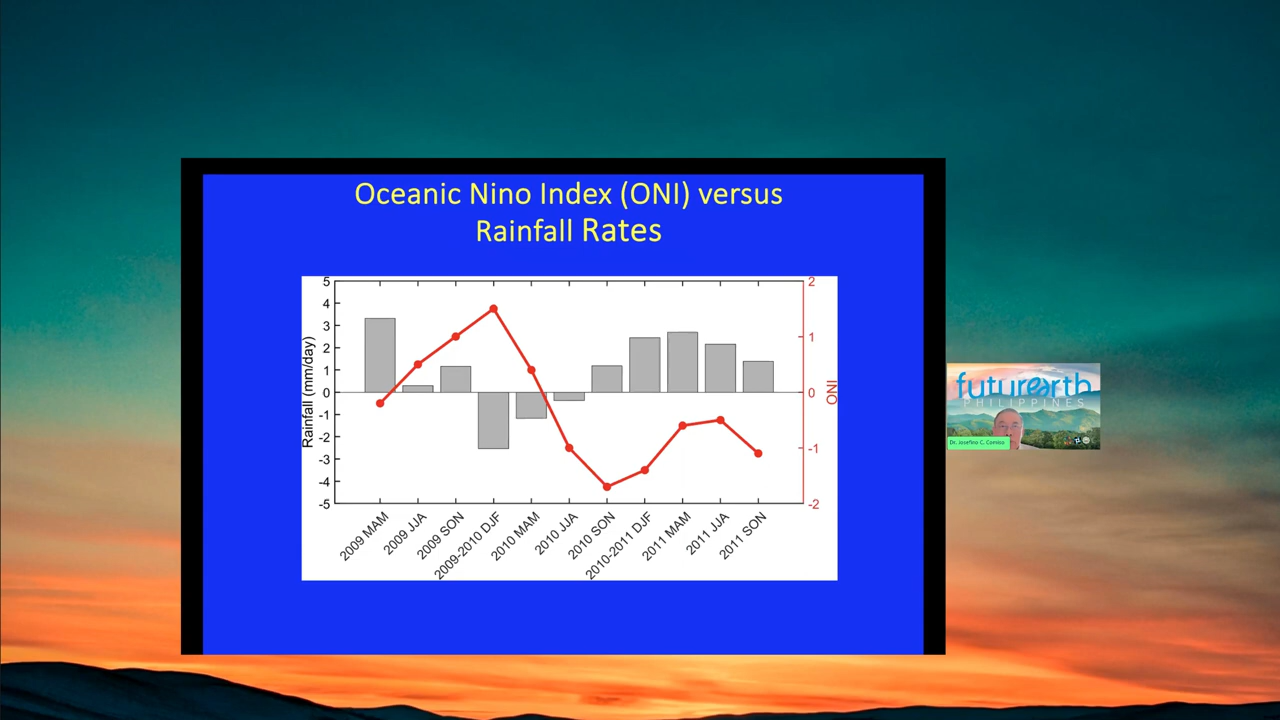 Oceanic Nino Index (ONI) versus
Rainfall Rates
5
4
3
2
1
0
-1
-2
-3
-4
-5
Rainfall (mm/day)
2
1
0
-1
-2
ONI
2009 MAM
2009 JJA
2009 SON
2009-2010 DJF
2010 MAM
2010 JJA
2010 SON
2010-2011 DJF
2011 MAM
2011 JJA
2011 SON
futurearth
PHILIPPINES
Dr. Josefino C. Comiso